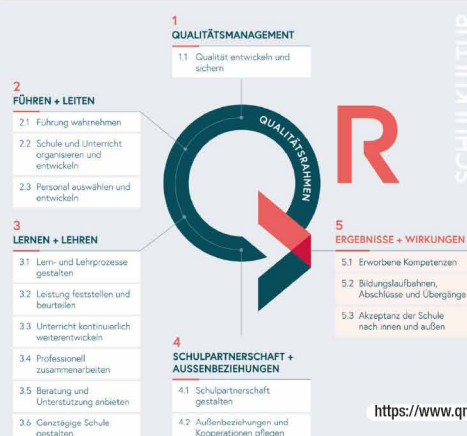 1
QUALITÄTSMANAGEMENT
1.1 Qualität entwickeln und
sichern
2
FÜHREN + LEITEN
2.1 Führung wahrnehmen
2.2 Schule und Unterricht
organisieren und
entwickeln
2.3 Personal auswählen und
entwickeln
3
LERNEN + LEHREN
3.1 Lern- und Lehrprozesse
gestalten
3.2 Leistung feststellen und
beurteilen
3.3 Unterricht kontinuierlich
weiterentwickeln
3.4 Professionell
zusammenarbeiten
3.5 Beratung und
Unterstützung anbieten
3.6 Ganztägige Schule
gestalten
QUALITÄTSRAHMEN
R
4
SCHULPARTNERSCHAFT +
AUSSENBEZIEHUNGEN
4.1 Schulpartnerschaft
gestalten
4.2 Außenbeziehungen und
Kooperationen pflegen
5
ERGEBNISSE + WIRKUNGEN
5.1 Erworbene Kompetenzen
5.2 Bildungslaufbahnen,
Abschlüsse und Übergänge
5.3 Akzeptanz der Schule
nach innen und außen
SCHULKULTUR
https://www.q